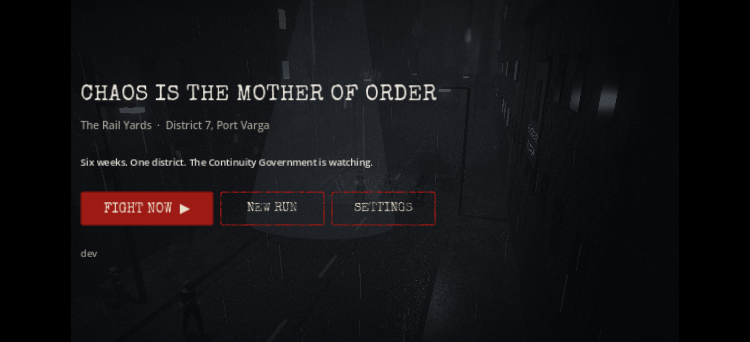 CHAOS IS THE MOTHER OF ORDER
The Rail Yards · District 7, Port Varga
Six weeks. One district. The Continuity Government is watching.
FIGHT NOW ▶ NEW RUN SETTINGS
dev